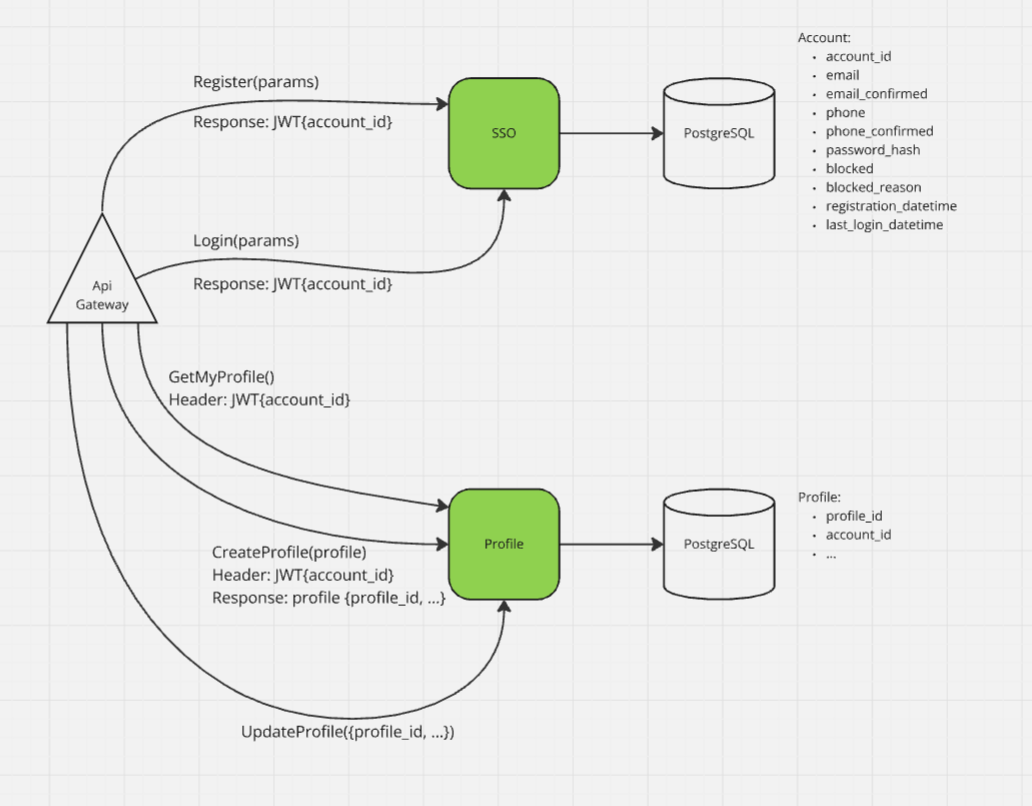 Account:
• account_id
• email
• email_confirmed
• phone
• phone_confirmed
• password_hash
• blocked
• blocked_reason
• registration_datetime
• last_login_datetime
Register(params)
Response: JWT{account_id}
SSO
PostgreSQL
Login(params)
Response: JWT{account_id}
Api
Gateway
GetMyProfile()
Header: JWT{account_id}
Profile
PostgreSQL
Profile:
• profile_id
• account_id
• ...
CreateProfile(profile)
Header: JWT{account_id}
Response: profile {profile_id, ...}
UpdateProfile({profile_id, ...})